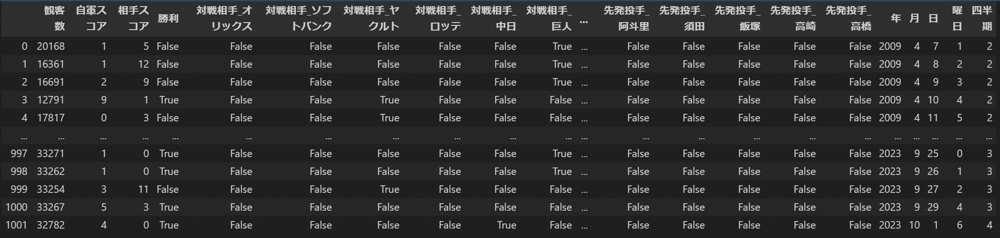 観客数 自軍スコア 相手スコア 勝利 対戦相手_オリックス 対戦相手_ソフトバンク 対戦相手_ヤクルト 対戦相手_ロッテ 対戦相手_中日 対戦相手_巨人 ... 先発投手_阿斗里 先発投手_須田 先発投手_飯塚 先発投手_高崎 先発投手_高橋 年 月 日 曜日 四半期
0 20168 1 5 False False False False False False True ... False False False False False 2009 4 7 1 2
1 16361 1 12 False False False False False False True ... False False False False False 2009 4 8 2 2
2 16691 2 9 False False False False False False True ... False False False False False 2009 4 9 3 2
3 12791 9 1 True False False True False False False ... False False False False False 2009 4 10 4 2
4 17817 0 3 False False False True False False False ... False False False False False 2009 4 11 5 2
... ... ... ... ... ... ... ... ... ... ... ... ... ... ... ... ... ... ... ... ... ...
997 33271 1 0 True False False False False False True ... False False False False False 2023 9 25 0 3
998 33262 1 0 True False False False False False True ... False False False False False 2023 9 26 1 3
999 33254 3 11 False False False True False False False ... False False False False False 2023 9 27 2 3
1000 33267 5 3 True False False False False False False ... False False False False False 2023 9 29 4 3
1001 32782 4 0 True False False False False True False ... False False False False False 2023 10 1 6 4